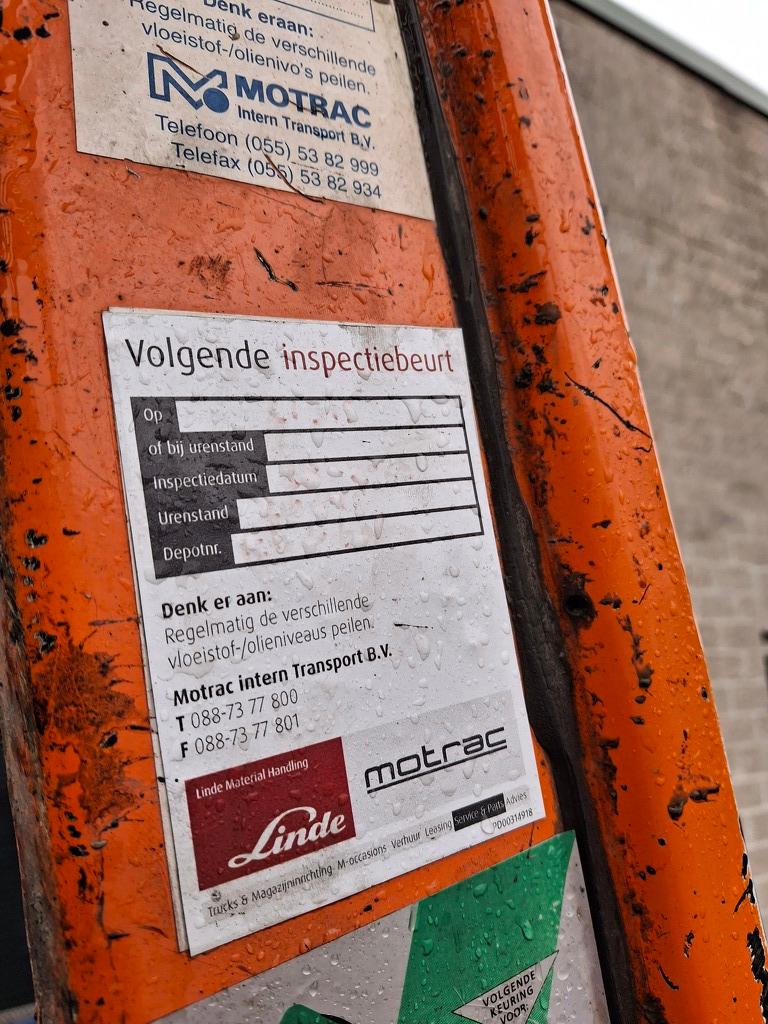 Denk eraan:
Regelmatig de verschillende
vloeistof-/olienivo's peilen.
MOTRAC
Intern Transport B.V.
Telefoon (055) 53 82 999
Telefax (055) 53 82 934
Volgende inspectiebeurt
Op
of bij urenstand
Inspectiedatum
Urenstand
Depotnr.
Denk er aan:
Regelmatig de verschillende
vloeistof-/olieniveaus peilen.
Motrac intern Transport B.V.
T 088-73 77 800
F 088-73 77 801
Linde Material Handling
Linde
motrac
Trucks & Magazijninrichting M-occasions Verhuur Leasing Service & Parts Advies
PD00314918
VOLGENDE
KEURING
VOOR: